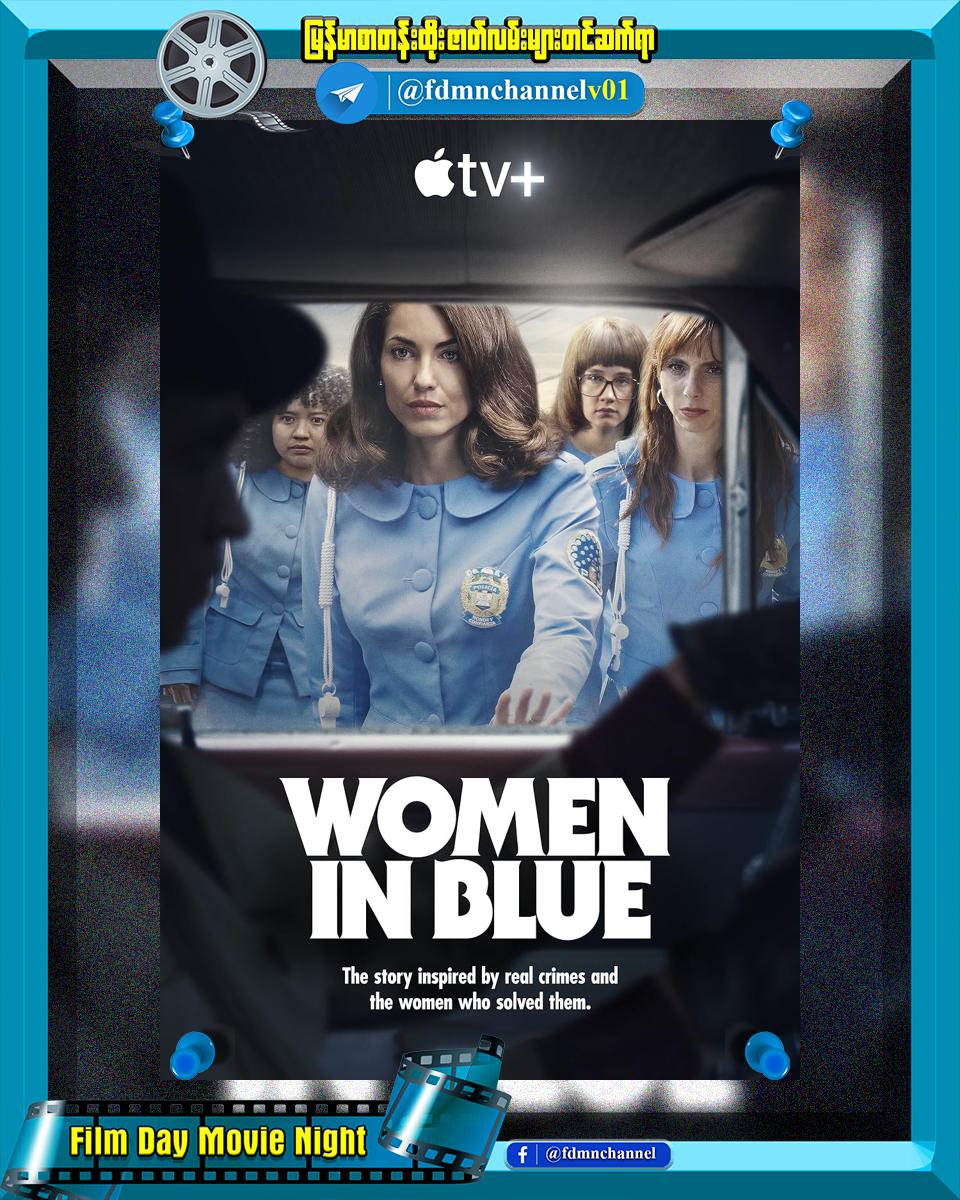 မြန်မာစာတန်းထိုးဇာတ်လမ်းများတင်ဆက်ရာ
@fdmnchannelv01
tv+
POLICIA
WOMEN
IN BLUE
The story inspired by real crimes and
the women who solved them.
Film Day Movie Night
@fdmnchannel